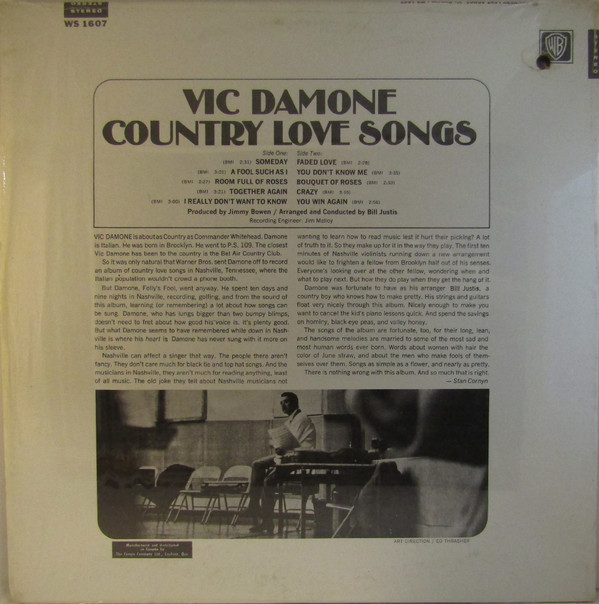 STEREO
WS 1607
WB
STEREO
VIC DAMONE
COUNTRY LOVE SONGS
Side One: Side Two:
SOMEDAY FADED LOVE
A FOOL SUCH AS I YOU DON'T KNOW ME
ROOM FULL OF ROSES BOUQUET OF ROSES
TOGETHER AGAIN CRAZY
I REALLY DON'T WANT TO KNOW YOU WIN AGAIN
Produced by Jimmy Bowen / Arranged and Conducted by Bill Justis
Recording Engineer: Jim Malloy
VIC DAMONE is about as Country as Commander Whitehead. Damone
is Italian. He was born in Brooklyn. He went to P.S. 109. The closest
Vic Damone has been to the country is the Bel Air Country Club.
So it was only natural that Warner Bros. sent Damone off to record
an album of country love songs in Nashville, Tennessee, where the
Italian population wouldn't crowd a phone booth.
But Damone, Folly's Fool, went anyway. He spent ten days and
nine nights in Nashville, recording, golfing, and from the sound of
this album, learning (or remembering) a lot about how songs can
be sung. Damone, who has lungs bigger than two bumpy blimps,
doesn't need to fret about how good his voice is. It's plenty good.
But what Damone seems to have remembered while down in Nash-
ville is where his heart is. Damone has never sung with it more on
his sleeve.
Nashville can affect a singer that way. The people there aren't
fancy. They don't care much for black tie and top hat songs. And the
musicians in Nashville, they aren't much for reading anything, least
of all music. The old joke they tell about Nashville musicians not
wanting to learn how to read music lest it hurt their picking? A lot
of truth to it. So they make up for it in the way they play. The first ten
minutes of Nashville violinists running down a new arrangement
would like to frighten a fellow from Brooklyn half out of his senses.
Everyone's looking over at the other fellow, wondering when and
what to play next. But how they do play when they get the hang of it.
Damone was fortunate to have as his arranger Bill Justis, a
country boy who knows how to make pretty. His strings and guitars
float very nicely through this album. Nicely enough to make you
want to cancel the kid's piano lessons quick. And spend the savings
on hominy, black-eye peas, and valley honey.
The songs of the album are fortunate, too, for their long, lean,
and handsome melodies are married to some of the most sad and
most human words, ever born. Words about women with hair the
color of June straw, and about the men who make fools of them-
selves over them. Songs as simple as a flower, and nearly as pretty.
There is nothing wrong with this album. And so much that is right.
— Stan Cornyn
ART DIRECTION / ED THRASHER
Manufactured and Distributed
in Canada by